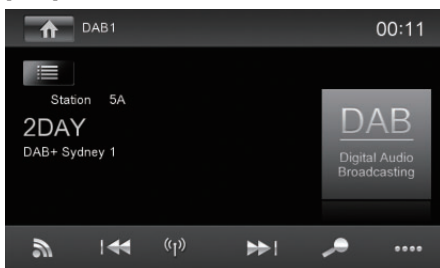 DAB1 00:11
Station 5A
2DAY
DAB+ Sydney 1
DAB
Digital Audio
Broadcasting